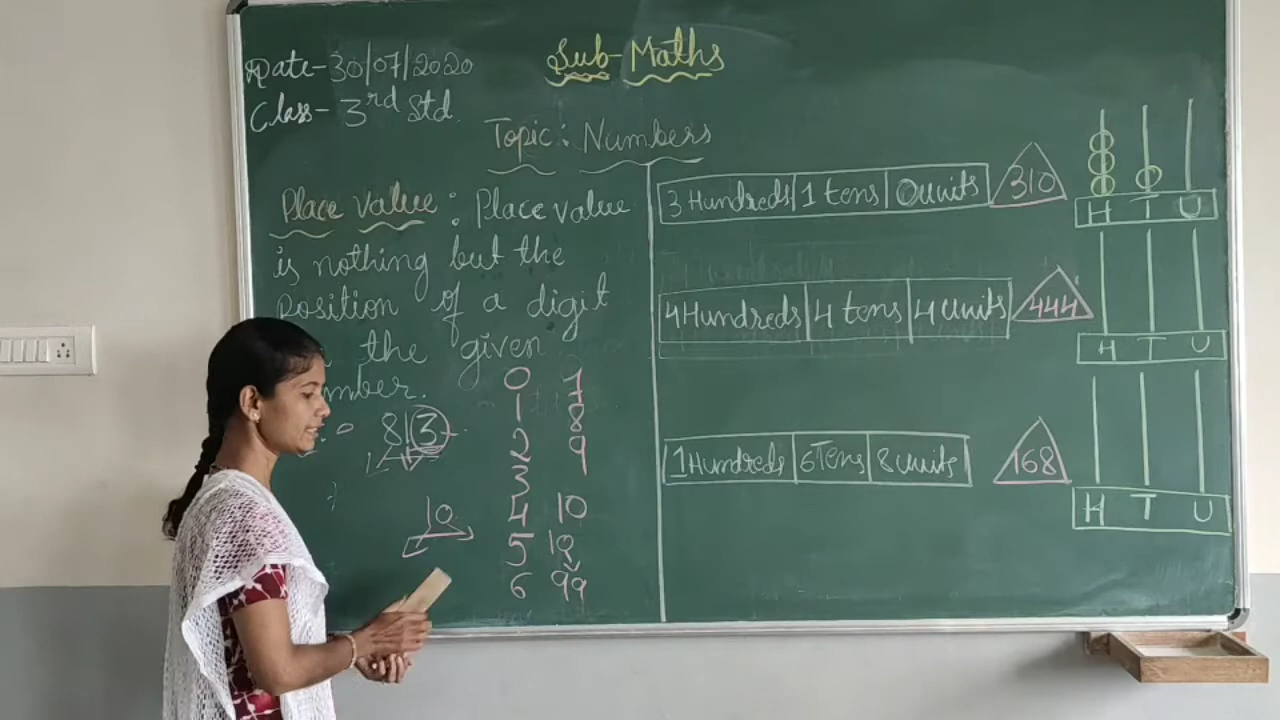 Sub-Maths
Date-30/07/2020
Class-3rd Std.
Topic: Numbers
Place value: Place value
is nothing but the
position of a digit
the given
mber.
813
10
0 7
1 8
2 9
3
4 10
5
6 99
3 Hundreds 1 tens 0 units 310
H T U
4 Hundreds 4 tens 4 units 444
H T U
1 Hundreds 6 Tens 8 units 168
H T U